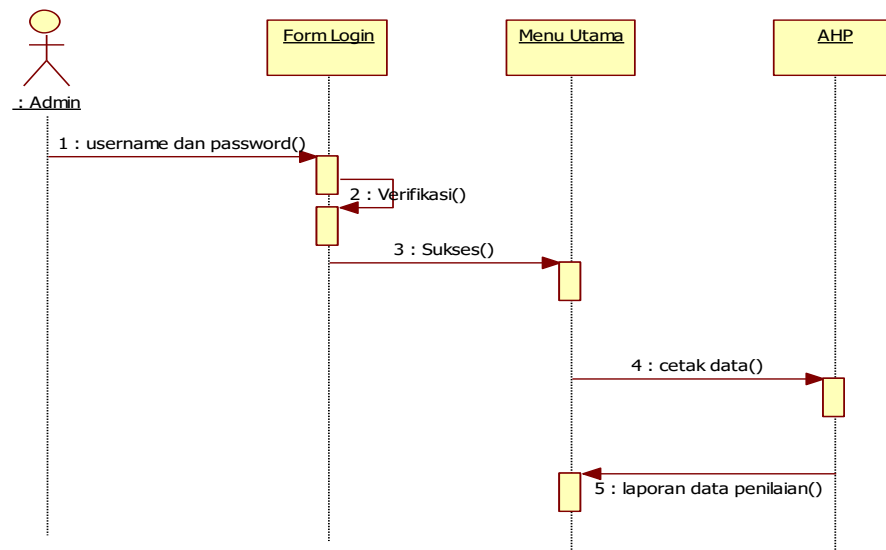 Form Login
Menu Utama
AHP
: Admin
1 : username dan password()
2 : Verifikasi()
3 : Sukses()
4 : cetak data()
5 : laporan data penilaian()